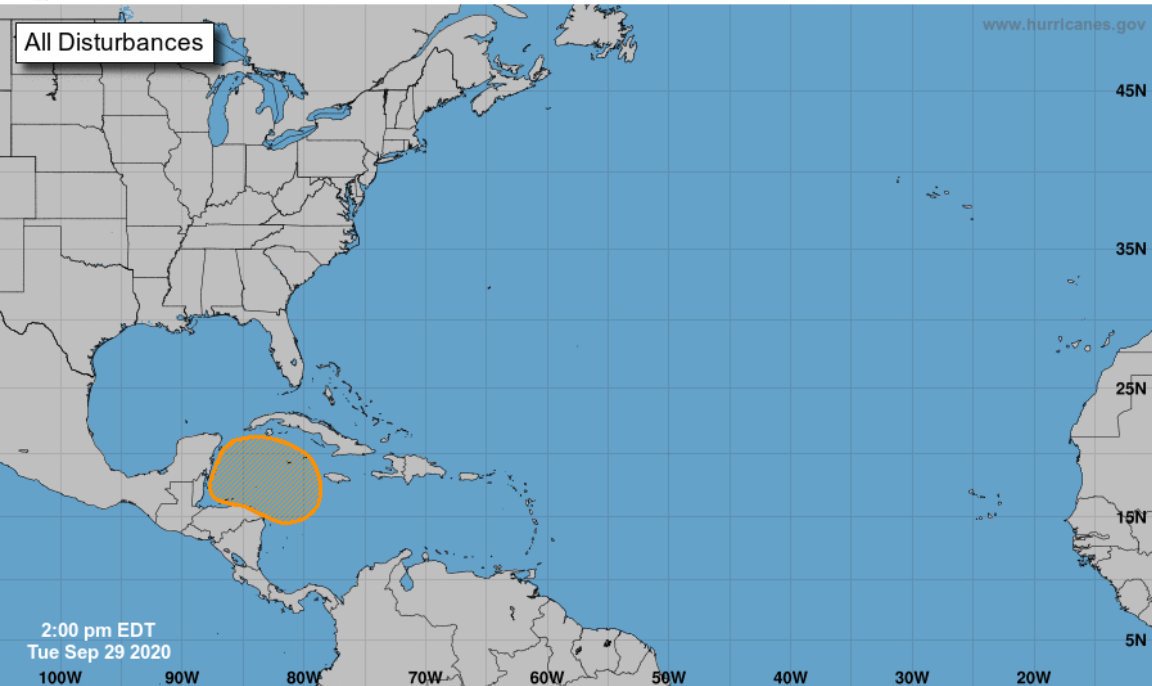 All Disturbances
www.hurricanes.gov
45N
35N
25N
15N
5N
2:00 pm EDT
Tue Sep 29 2020
100W 90W 80W 70W 60W 50W 40W 30W 20W